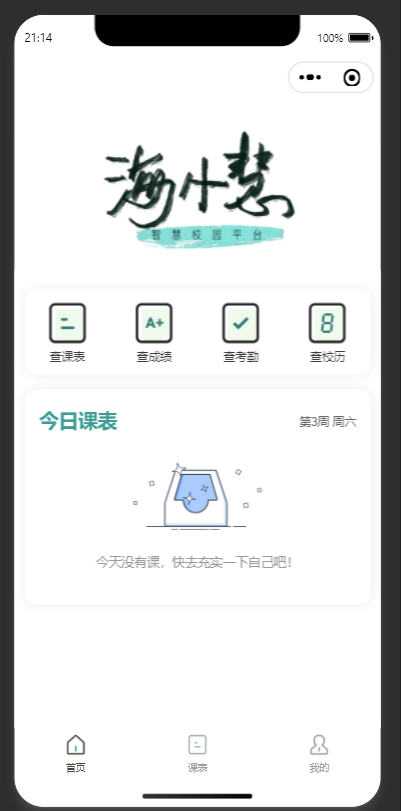 21:14 100%
海小慧
智慧校园平台
A+ 8
查课表 查成绩 查考勤 查校历
今日课表 第3周 周六
今天没有课，快去充实一下自己吧！
首页 课表 我的